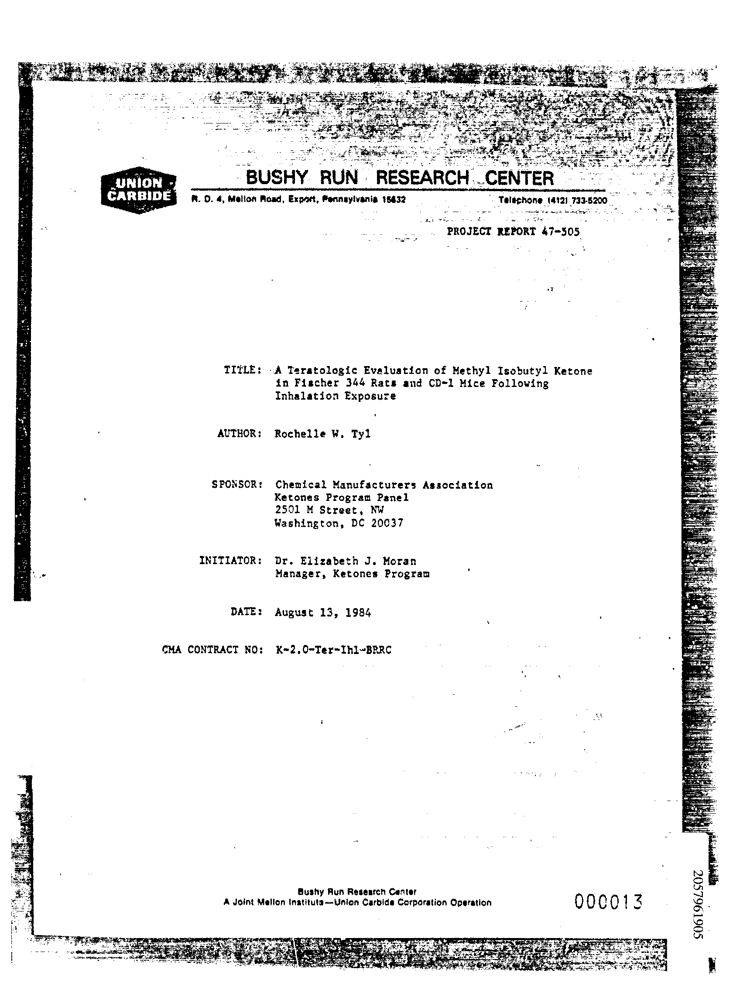 UNION
CARBIDE
BUSHY RUN RESEARCH CENTER
R. D. 4, Mellon Road, Export, Pennsylvania 15632 Telephone (412) 733-5200
PROJECT REPORT 47-505
TITLE: A Teratologic Evaluation of Methyl Isobutyl Ketone
in Fischer 344 Rats and CD-1 Mice Following
Inhalation Exposure
AUTHOR: Rochelle W. Tyl
SPONSOR: Chemical Manufacturers Association
Ketones Program Panel
2501 M Street, NW
Washington, DC 20037
INITIATOR: Dr. Elizabeth J. Moran
Manager, Ketones Program
DATE: August 13, 1984
CMA CONTRACT NO: K-2.0-Ter-Ihl-BRRC
Bushy Run Research Center
A Joint Mellon Institute—Union Carbide Corporation Operation
000013
2057961905